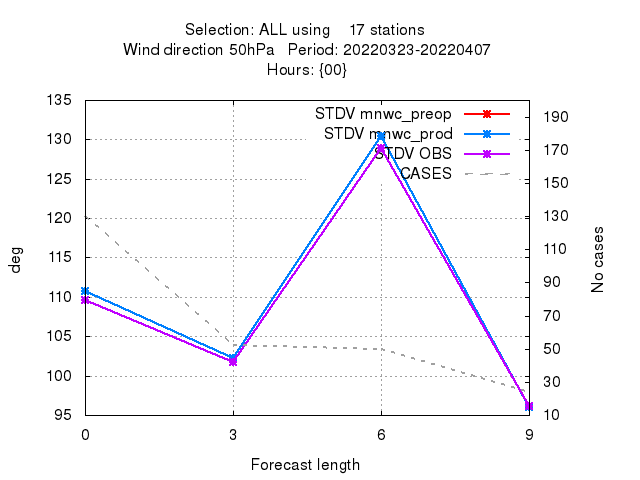 Selection: ALL using 17 stations
Wind direction 50hPa Period: 20220323-20220407
Hours: {00}
STDV mnwc_preop
STDV mnwc_prod
STDV OBS
CASES
135
130
125
120
115
110
105
100
95
deg
190
170
150
130
110
90
70
50
30
10
No cases
0 3 6 9
Forecast length